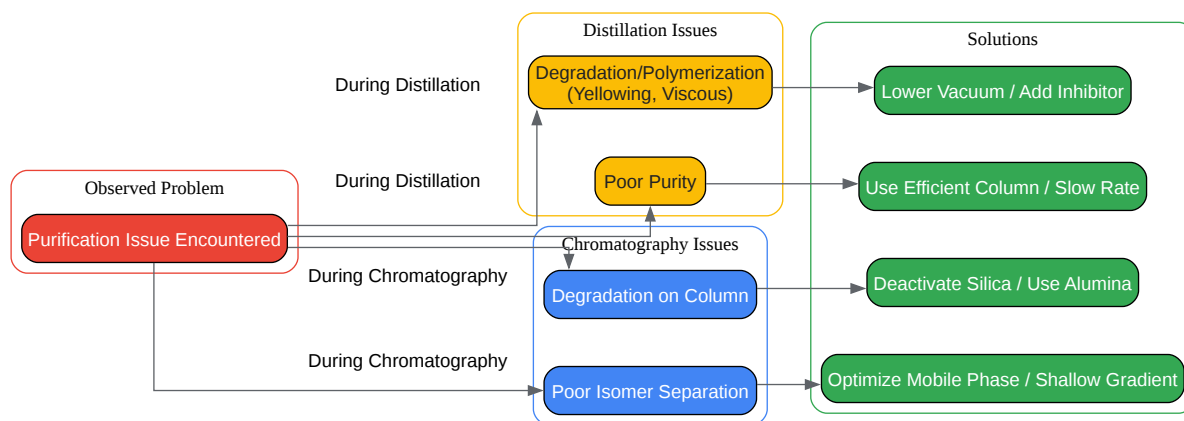 Distillation Issues
Solutions
During Distillation
Degradation/Polymerization
(Yellowing, Viscous)
Lower Vacuum / Add Inhibitor
During Distillation
Poor Purity
Use Efficient Column / Slow Rate
Observed Problem
Purification Issue Encountered
Chromatography Issues
During Chromatography
Degradation on Column
Deactivate Silica / Use Alumina
During Chromatography
Poor Isomer Separation
Optimize Mobile Phase / Shallow Gradient